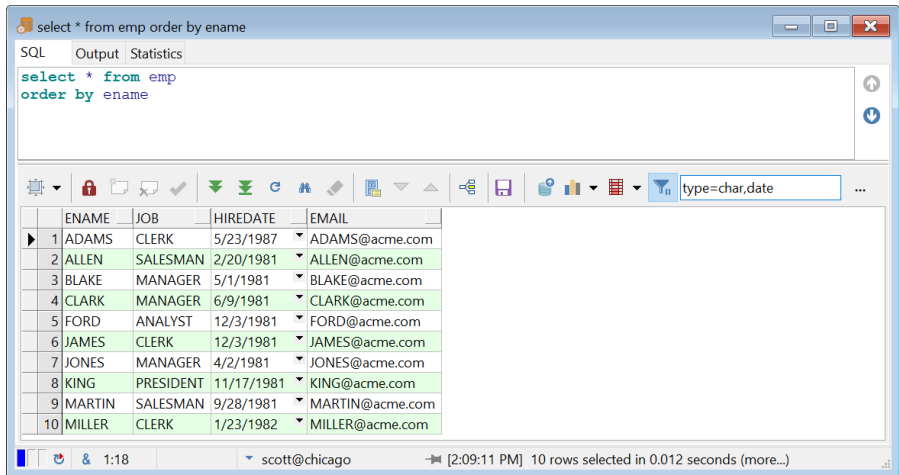 select * from emp order by ename
SQL Output Statistics
select * from emp
order by ename
type=char,date ...
ENAME JOB HIREDATE EMAIL
1 ADAMS CLERK 5/23/1987 ADAMS@acme.com
2 ALLEN SALESMAN 2/20/1981 ALLEN@acme.com
3 BLAKE MANAGER 5/1/1981 BLAKE@acme.com
4 CLARK MANAGER 6/9/1981 CLARK@acme.com
5 FORD ANALYST 12/3/1981 FORD@acme.com
6 JAMES CLERK 12/3/1981 JAMES@acme.com
7 JONES MANAGER 4/2/1981 JONES@acme.com
8 KING PRESIDENT 11/17/1981 KING@acme.com
9 MARTIN SALESMAN 9/28/1981 MARTIN@acme.com
10 MILLER CLERK 1/23/1982 MILLER@acme.com
& 1:18 scott@chicago [2:09:11 PM] 10 rows selected in 0.012 seconds (more...)